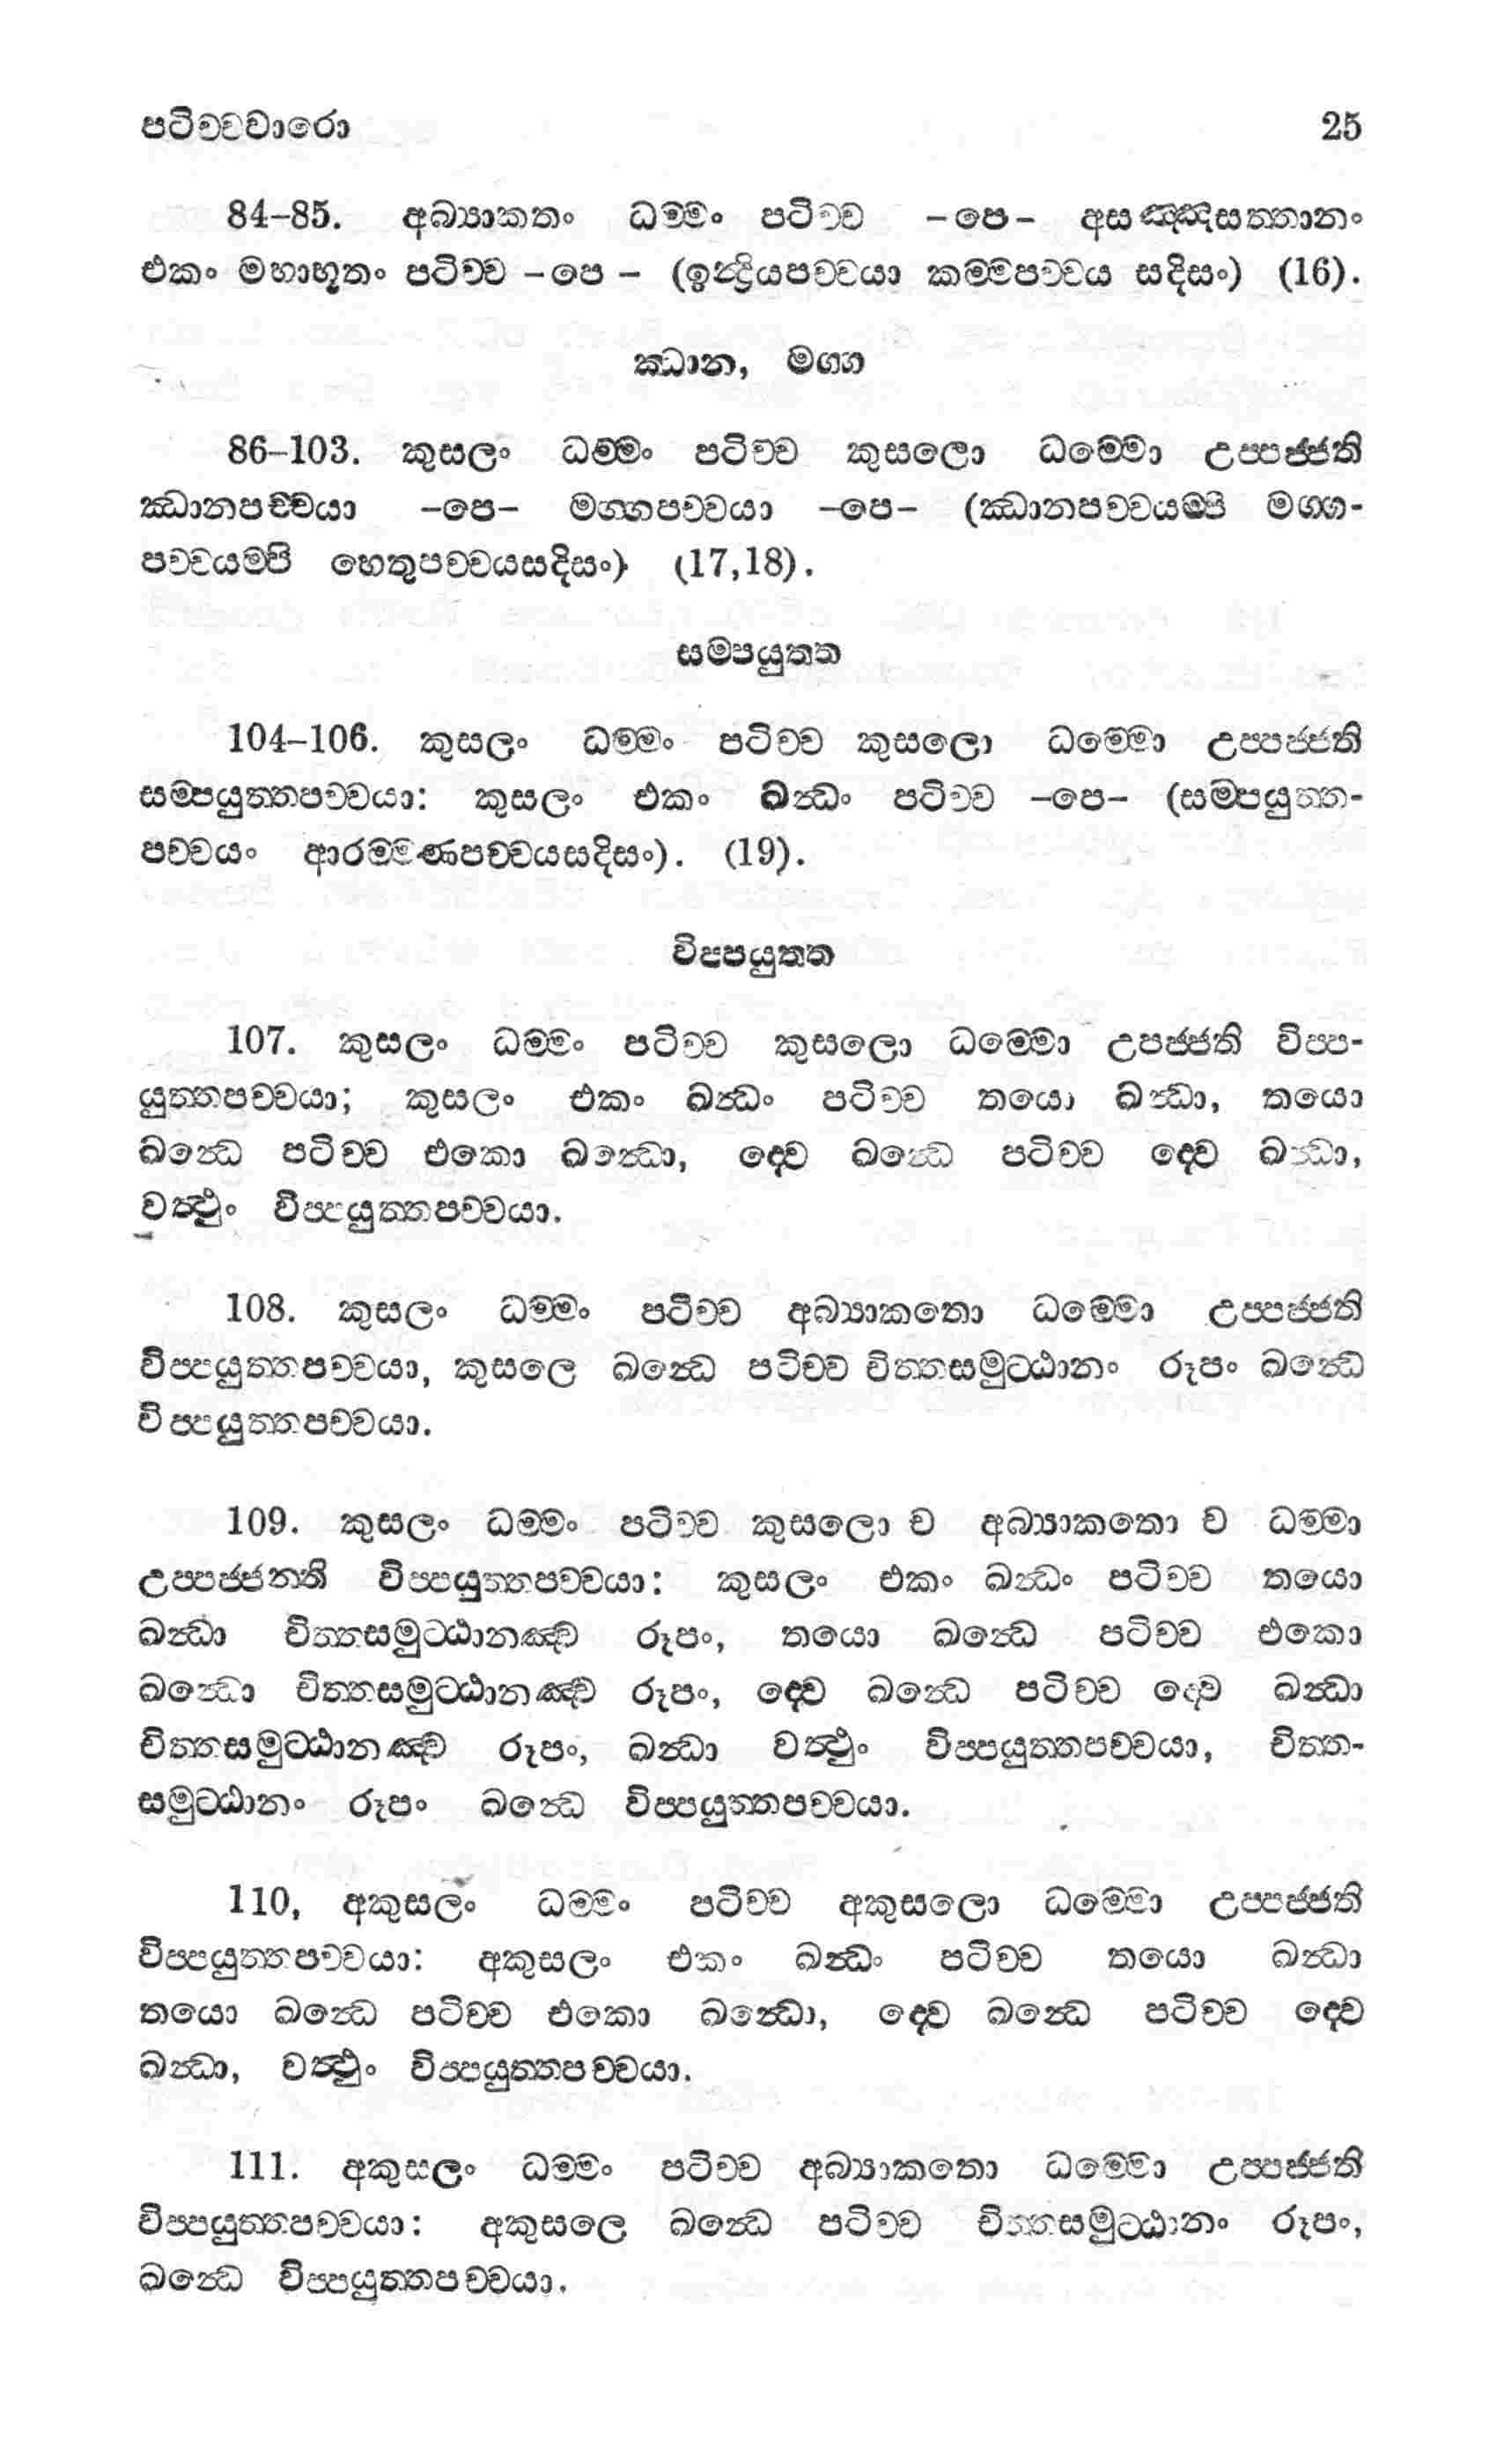 පටිච්චවාරො 25
84–85. අබ්‍යාකතං ධම්මං පටිච්ච –පෙ– අසඤ්ඤසත්තානං
එකං මහාභූතං පටිච්ච –පෙ– (ඉන්ද්‍රියපච්චයා කම්මපච්චය සදිසං) (16).
ඣාන, මග්ග
86–103. කුසලං ධම්මං පටිච්ච කුසලො ධම්මො උප්පජ්ජති
ඣානපච්චයා –පෙ– මග්ගපච්චයා –පෙ– (ඣානපච්චයම්පි මග්ග-
පච්චයම්පි හෙතුපච්චයසදිසං) (17,18).
සම්පයුත්ත
104–106. කුසලං ධම්මං පටිච්ච කුසලො ධම්මො උප්පජ්ජති
සම්පයුත්තපච්චයා: කුසලං එකං ඛන්ධං පටිච්ච –පෙ– (සම්පයුත්ත-
පච්චයං ආරම්මණපච්චයසදිසං). (19).
විප්පයුත්ත
107. කුසලං ධම්මං පටිච්ච කුසලො ධම්මො උපජ්ජති විප්ප-
යුත්තපච්චයා; කුසලං එකං ඛන්ධං පටිච්ච තයො ඛන්ධා, තයො
ඛන්ධෙ පටිච්ච එකො ඛන්ධො, ද්වෙ ඛන්ධෙ පටිච්ච ද්වෙ ඛන්ධා,
වත්ථුං විප්පයුත්තපච්චයා.
108. කුසලං ධම්මං පටිච්ච අබ්‍යාකතො ධම්මො උප්පජ්ජති
විප්පයුත්තපච්චයා, කුසලෙ ඛන්ධෙ පටිච්ච චිත්තසමුට්ඨානං රූපං ඛන්ධෙ
විප්පයුත්තපච්චයා.
109. කුසලං ධම්මං පටිච්ච කුසලො ච අබ්‍යාකතො ච ධම්මා
උප්පජ්ජන්ති විප්පයුත්තපච්චයා: කුසලං එකං ඛන්ධං පටිච්ච තයො
ඛන්ධා චිත්තසමුට්ඨානඤ්ච රූපං, තයො ඛන්ධෙ පටිච්ච එකො
ඛන්ධො චිත්තසමුට්ඨානඤ්ච රූපං, ද්වෙ ඛන්ධෙ පටිච්ච ද්වෙ ඛන්ධා
චිත්තසමුට්ඨානඤ්ච රූපං, ඛන්ධා වත්ථුං විප්පයුත්තපච්චයා, චිත්ත-
සමුට්ඨානං රූපං ඛන්ධෙ විප්පයුත්තපච්චයා.
110, අකුසලං ධම්මං පටිච්ච අකුසලො ධම්මො උප්පජ්ජති
විප්පයුත්තපච්චයා: අකුසලං එකං ඛන්ධං පටිච්ච තයො ඛන්ධා
තයො ඛන්ධෙ පටිච්ච එකො ඛන්ධො, ද්වෙ ඛන්ධෙ පටිච්ච ද්වෙ
ඛන්ධා, වත්ථුං විප්පයුත්තපච්චයා.
111. අකුසලං ධම්මං පටිච්ච අබ්‍යාකතො ධම්මො උප්පජ්ජති
විප්පයුත්තපච්චයා: අකුසලෙ ඛන්ධෙ පටිච්ච චිත්තසමුට්ඨානං රූපං,
ඛන්ධෙ විප්පයුත්තපච්චයා.